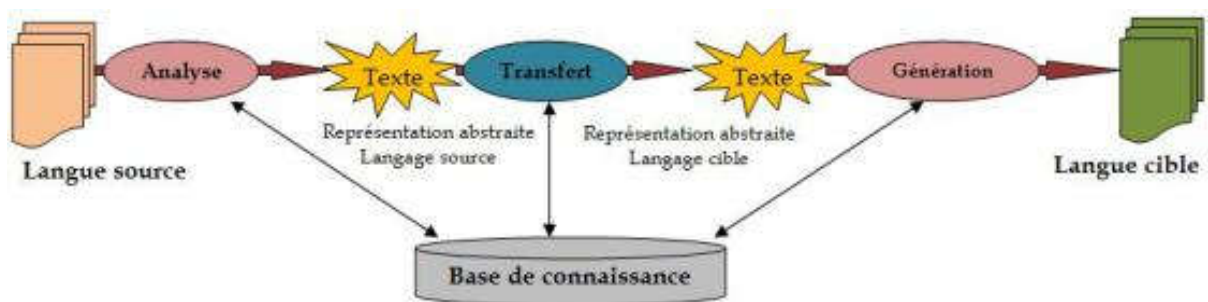 Analyse
Texte
Transfert
Texte
Génération
Représentation abstraite
Langage source
Représentation abstraite
Langage cible
Langue source
Langue cible
Base de connaissance